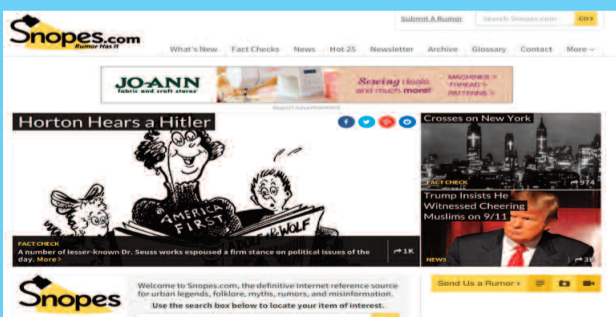 Snopes.com
Rumor Has It
Submit A Rumor
Search Snopes.com
GO>
What's New Fact Checks News Hot 25 Newsletter Archive Glossary Contact More
JO-ANN
fabric and craft stores
Sewing deals
and much more!
MACHINES >
THREAD >
PATTERNS >
Report Advertisement
Horton Hears a Hitler
AMERICA
FIRST
ADOLF the WOLF
FACT CHECK
A number of lesser-known Dr. Seuss works espoused a firm stance on political issues of the
day. More>
1K
Crosses on New York
FACT CHECK
974
Trump Insists He
Witnessed Cheering
Muslims on 9/11
NEWS
3K
Snopes
Welcome to Snopes.com, the definitive Internet reference source
for urban legends, folklore, myths, rumors, and misinformation.
Use the search box below to locate your item of interest.
Send Us a Rumor >